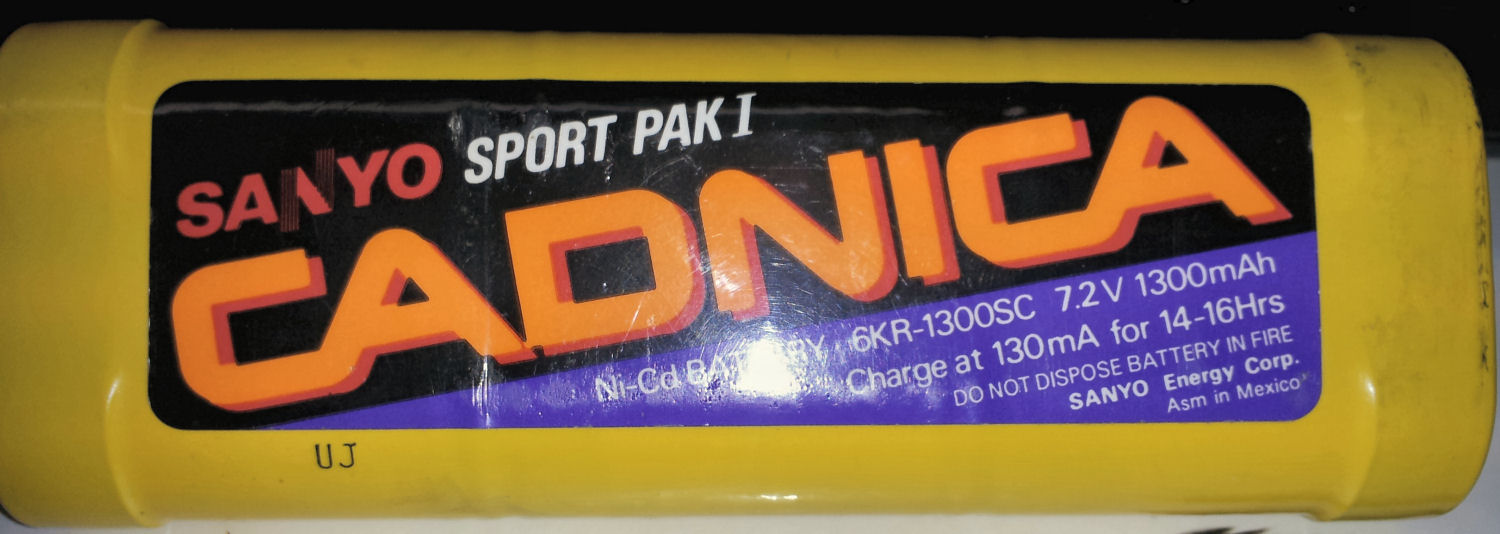 SANYO SPORT PAK I
CADNICA
Ni-Cd BATTERY 6KR-1300SC 7.2V 1300mAh
Charge at 130mA for 14-16Hrs
DO NOT DISPOSE BATTERY IN FIRE
SANYO Energy Corp.
Asm in Mexico
UJ